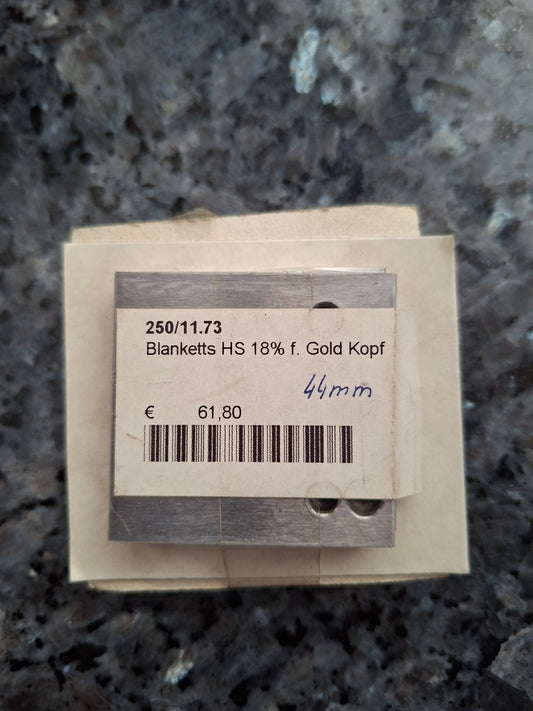 250/11.73
Blanketts HS 18% f. Gold Kopf
44mm
€ 61,80